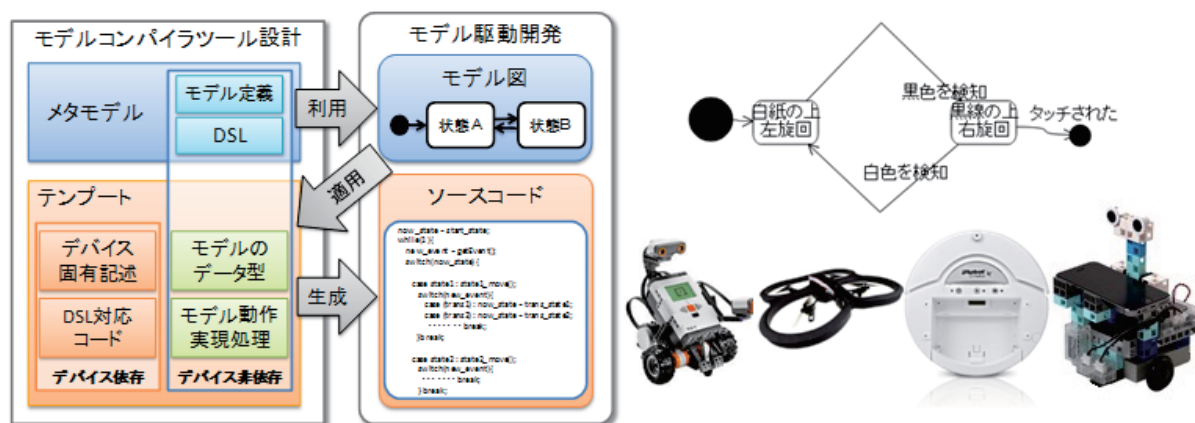 モデルコンパイラツール設計
メタモデル
モデル定義
DSL
テンプート
デバイス
固有記述
モデルの
データ型
DSL対応
コード
モデル動作
実現処理
デバイス依存
デバイス非依存
利用
適用
生成
モデル駆動開発
モデル図
状態A
状態B
ソースコード
now_state = start_state;
while(1){
new_event = getEvent();
switch(now_state) {
case state1 : state1_move();
switch(new_event){
case (trans1) : now_state = trans_state2;
case (trans2) : now_state = trans_state2;
・・・・・・・ break;
}break;
case state2 : state2_move();
switch(new_event){
・・・・・・・ break;
}break;
黒色を検知
白紙の上
左旋回
黒線の上
右旋回
タッチされた
白色を検知